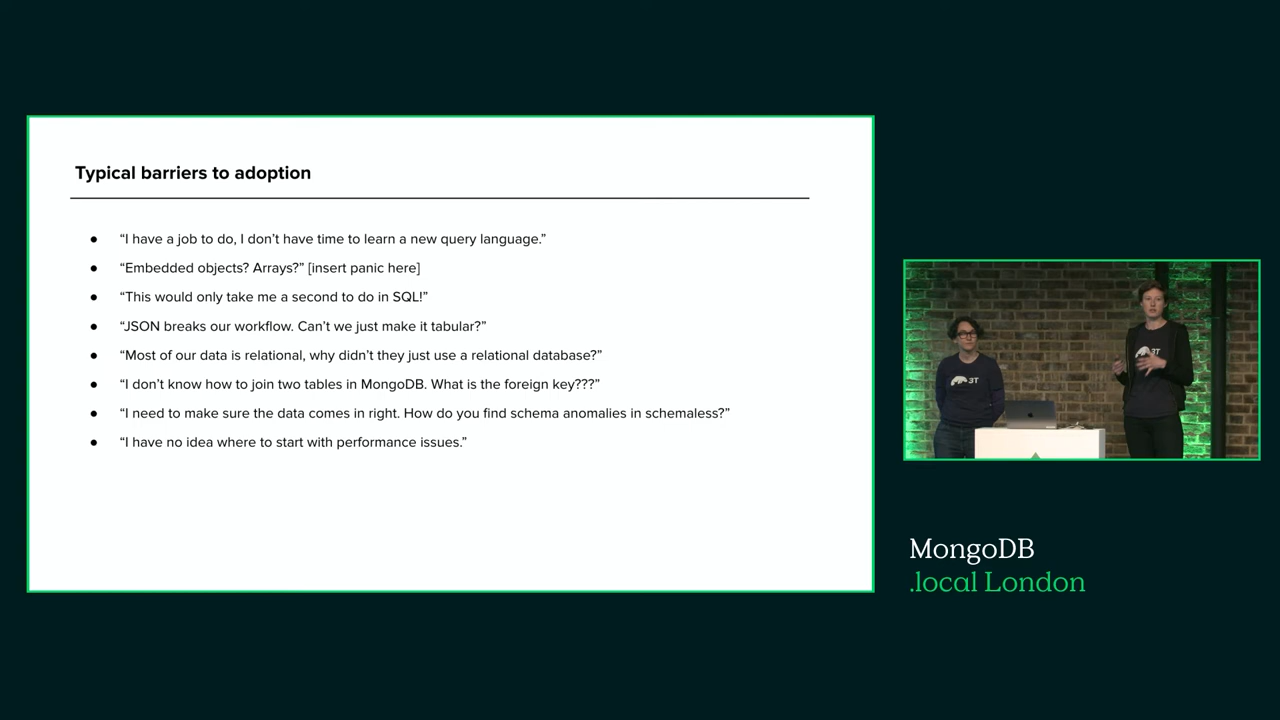 Typical barriers to adoption
● “I have a job to do, I don’t have time to learn a new query language.”
● “Embedded objects? Arrays?” [insert panic here]
● “This would only take me a second to do in SQL!”
● “JSON breaks our workflow. Can’t we just make it tabular?”
● “Most of our data is relational, why didn’t they just use a relational database?”
● “I don’t know how to join two tables in MongoDB. What is the foreign key???”
● “I need to make sure the data comes in right. How do you find schema anomalies in schemaless?”
● “I have no idea where to start with performance issues.”
3T
3T
MongoDB
.local London